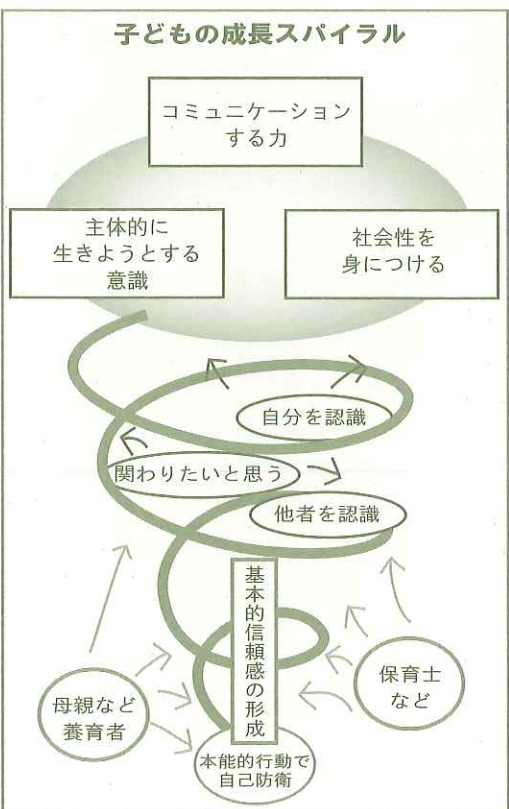 子どもの成長スパイラル
コミュニケーション
する力
主体的に
生きようとする
意識
社会性を
身につける
自分を認識
関わりたいと思う
他者を認識
基本的信頼感の形成
母親など
養育者
保育士
など
本能的行動で
自己防衛